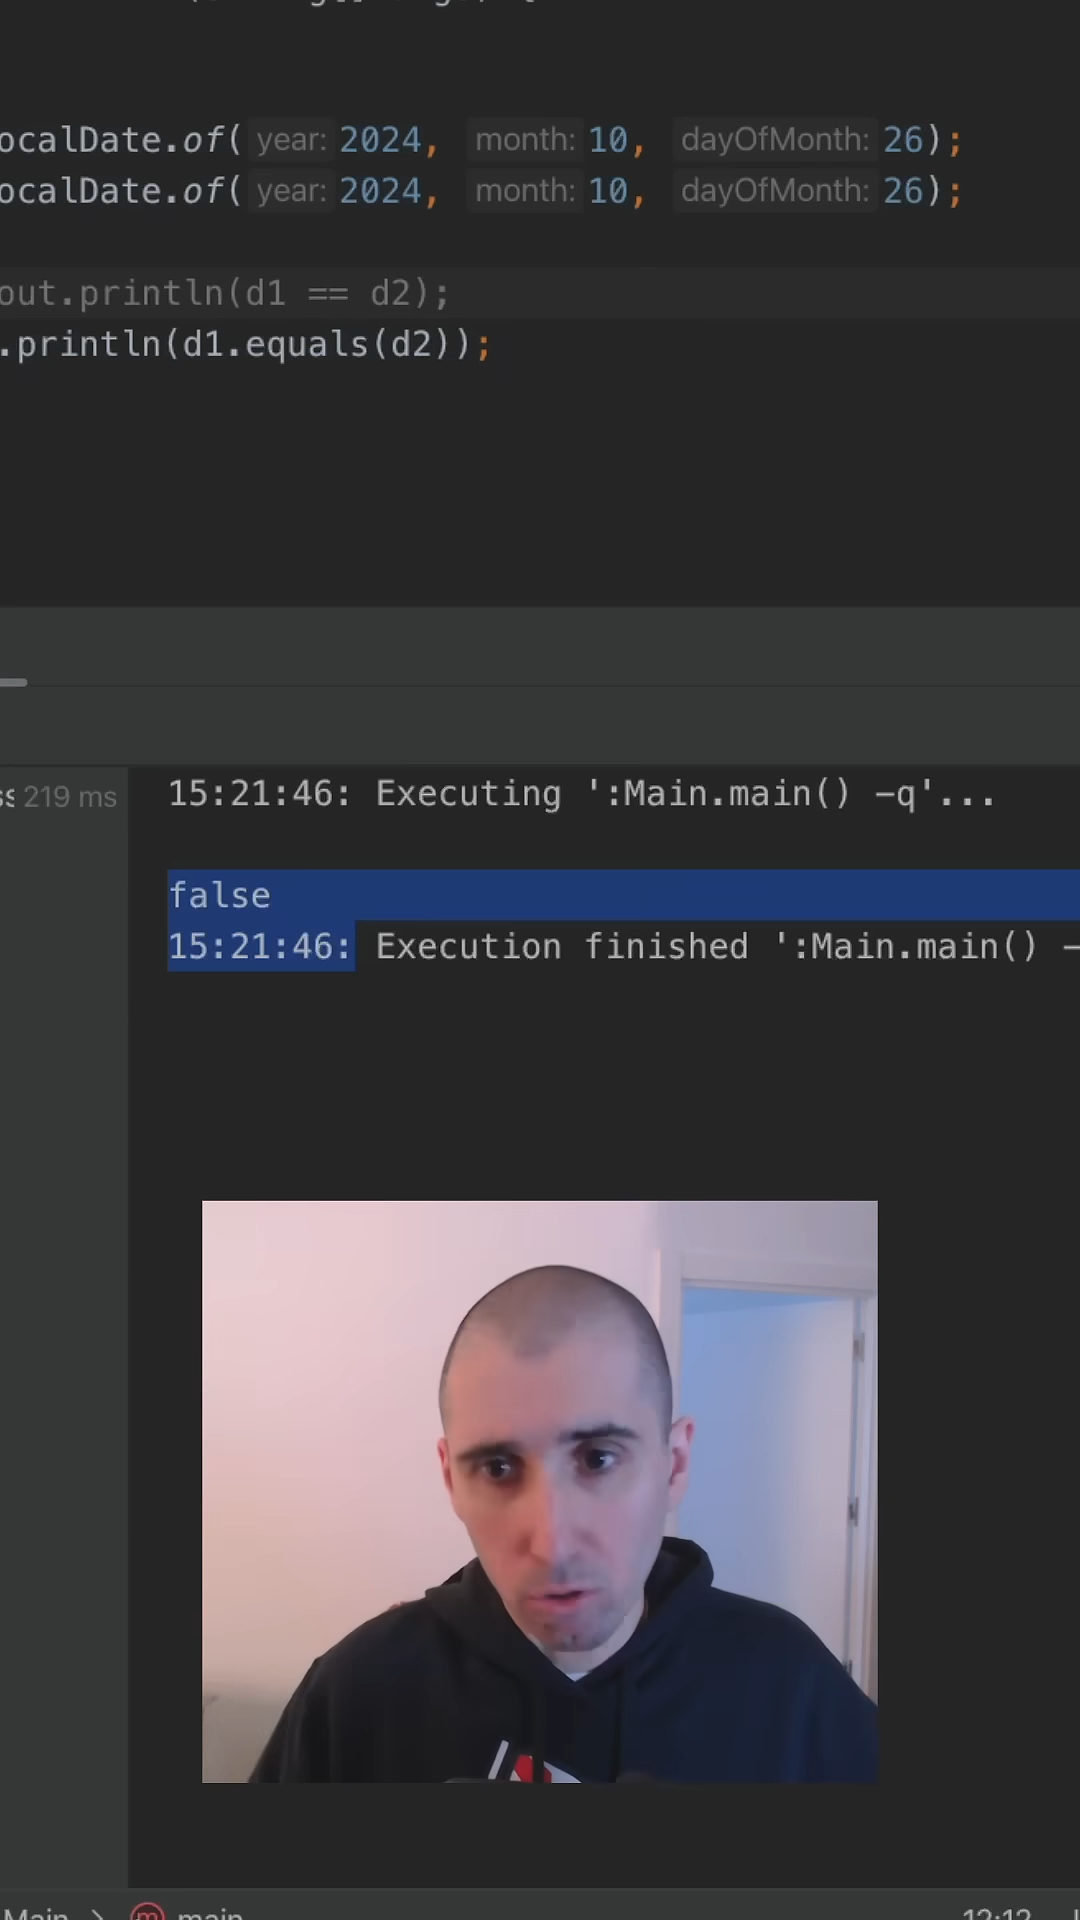 ocalDate.of( year: 2024, month: 10, dayOfMonth: 26);
ocalDate.of( year: 2024, month: 10, dayOfMonth: 26);
out.println(d1 == d2);
.println(d1.equals(d2));
219 ms
15:21:46: Executing ':Main.main() -q'...
false
15:21:46: Execution finished ':Main.main() -
Main > m main
12:12